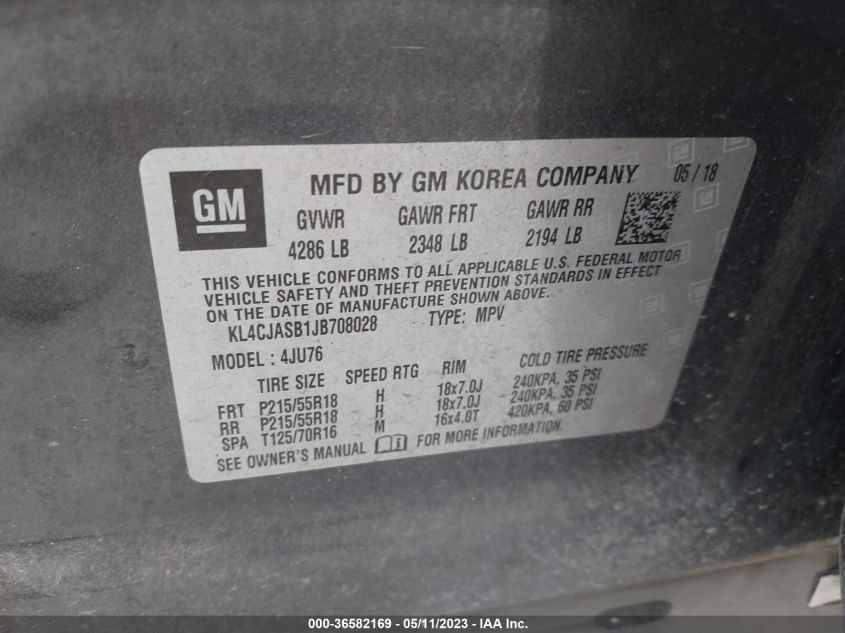 GM
MFD BY GM KOREA COMPANY 05 / 18
GVWR GAWR FRT GAWR RR
4286 LB 2348 LB 2194 LB
THIS VEHICLE CONFORMS TO ALL APPLICABLE U.S. FEDERAL MOTOR
VEHICLE SAFETY AND THEFT PREVENTION STANDARDS IN EFFECT
ON THE DATE OF MANUFACTURE SHOWN ABOVE.
KL4CJASB1JB708028 TYPE: MPV
MODEL : 4JU76
TIRE SIZE SPEED RTG RIM COLD TIRE PRESSURE
FRT P215/55R18 H 18x7.0J 240KPA, 35 PSI
RR P215/55R18 H 18x7.0J 240KPA, 35 PSI
SPA T125/70R16 M 16x4.0T 420KPA, 60 PSI
SEE OWNER'S MANUAL FOR MORE INFORMATION.
000-36582169 - 05/11/2023 - IAA Inc.